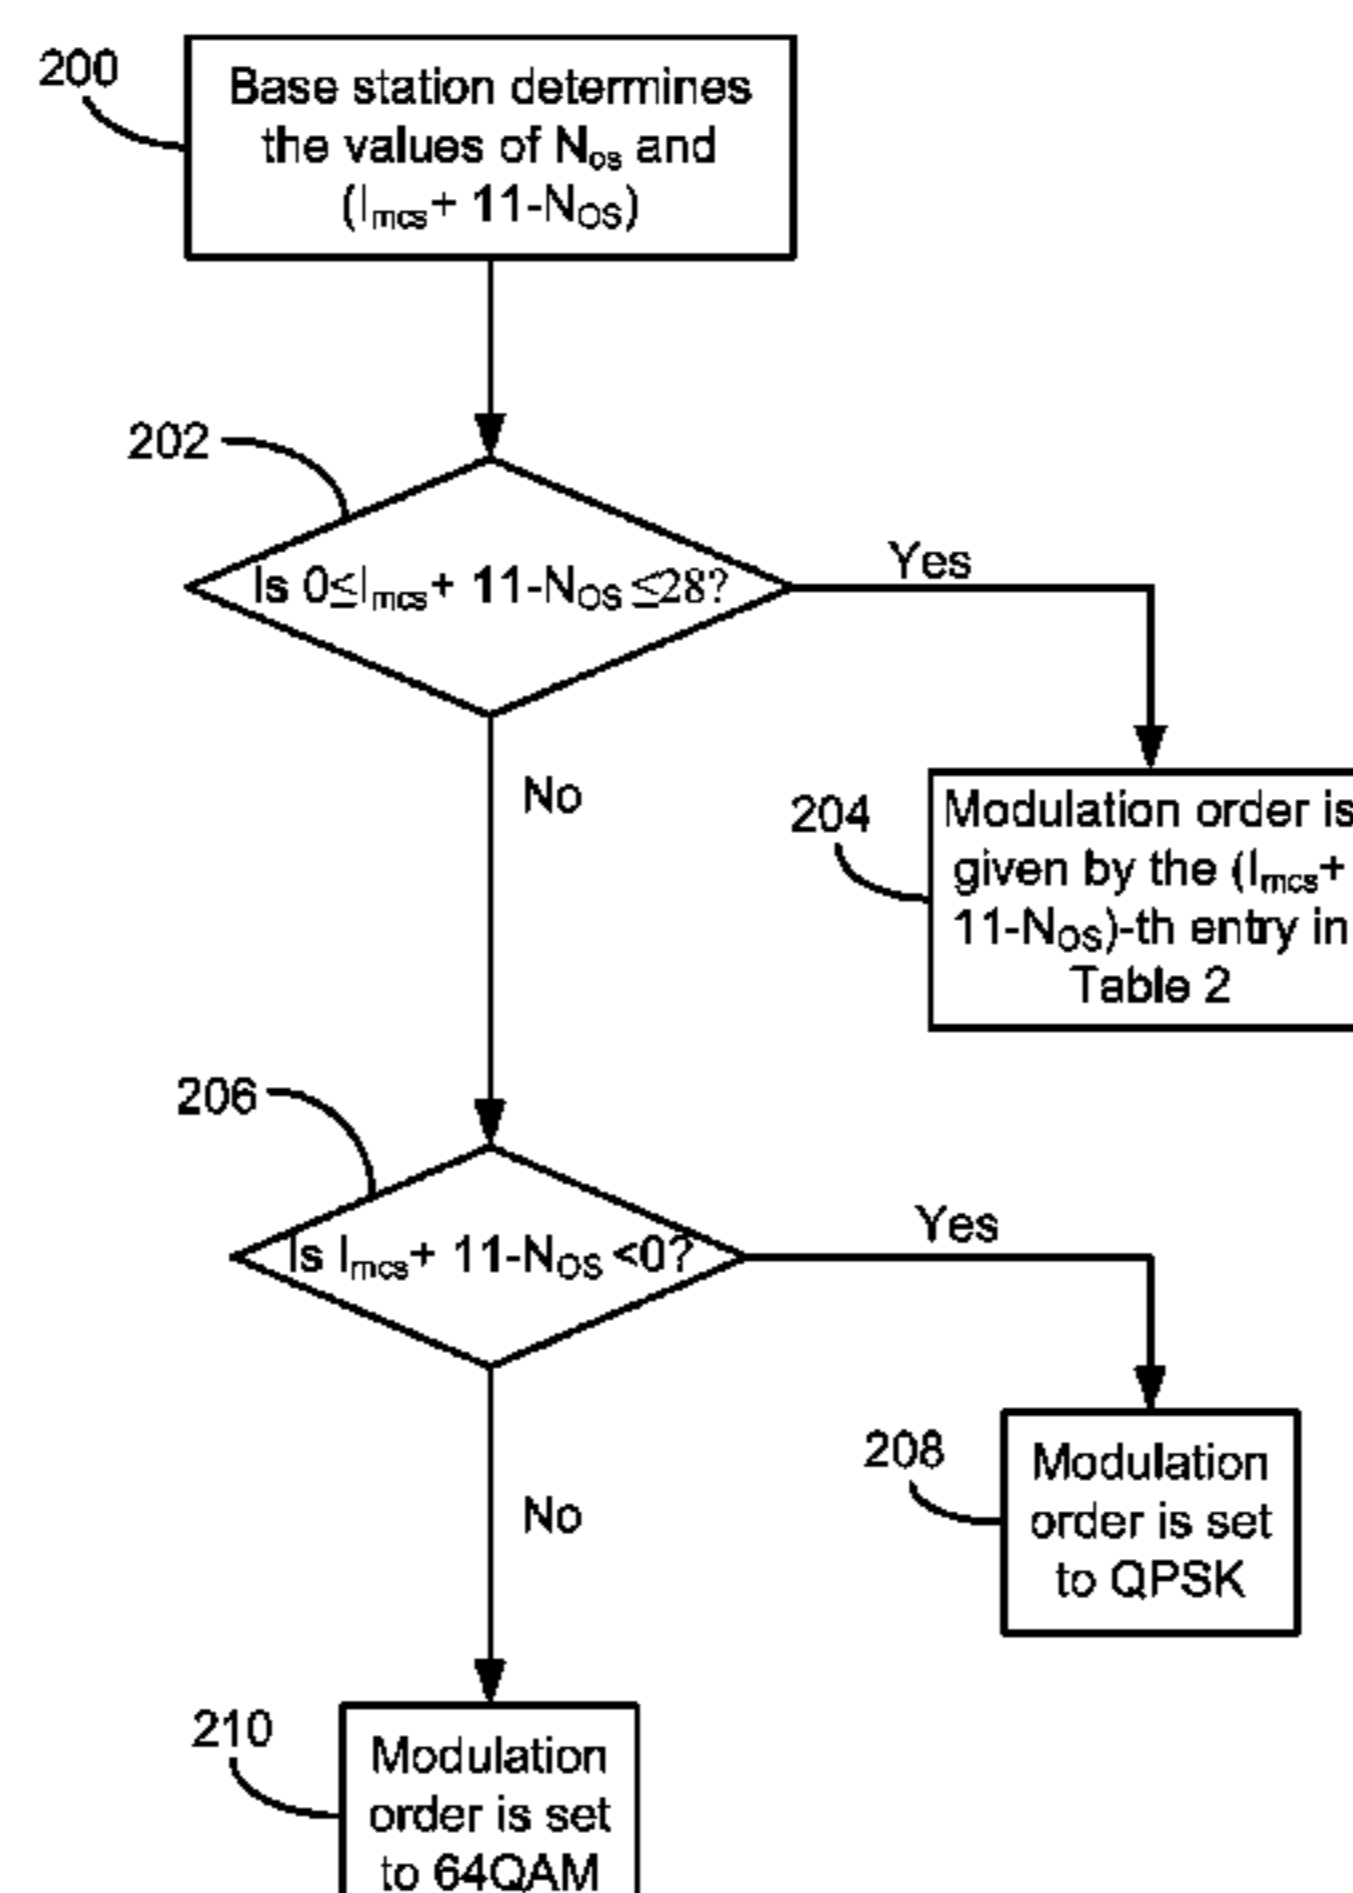 200
Base station determines
the values of Nos and
(Imcs+ 11-NOS)
202
Is 0≤Imcs+ 11-NOS ≤28?
Yes
No
204
Modulation order is
given by the (Imcs+
11-NOS)-th entry in
Table 2
206
Is Imcs+ 11-NOS <0?
Yes
No
208
Modulation
order is set
to QPSK
210
Modulation
order is set
to 64QAM